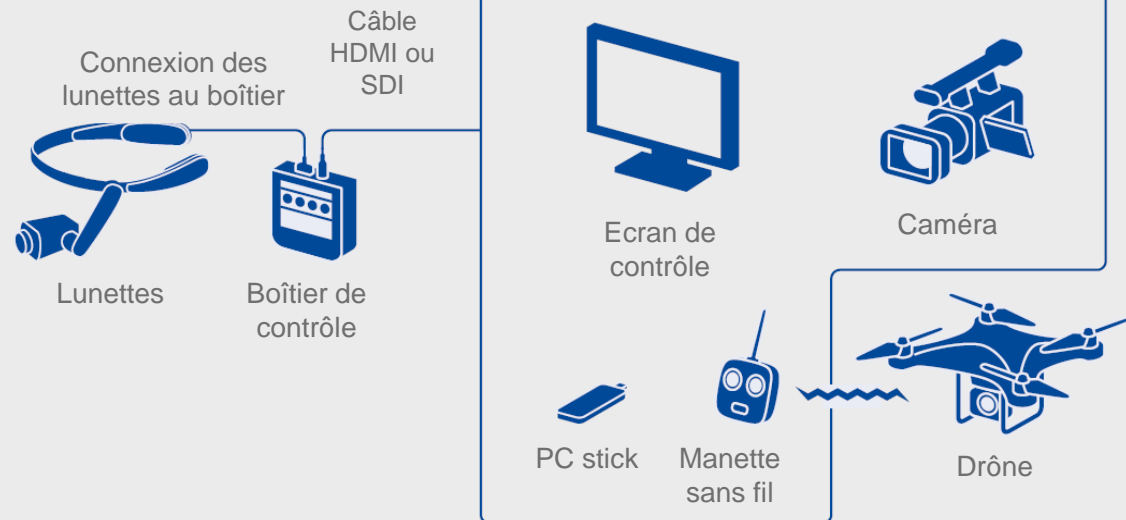 Connexion des
lunettes au boîtier
Câble
HDMI ou
SDI
Lunettes
Boîtier de
contrôle
Ecran de
contrôle
Caméra
PC stick
Manette
sans fil
Drône